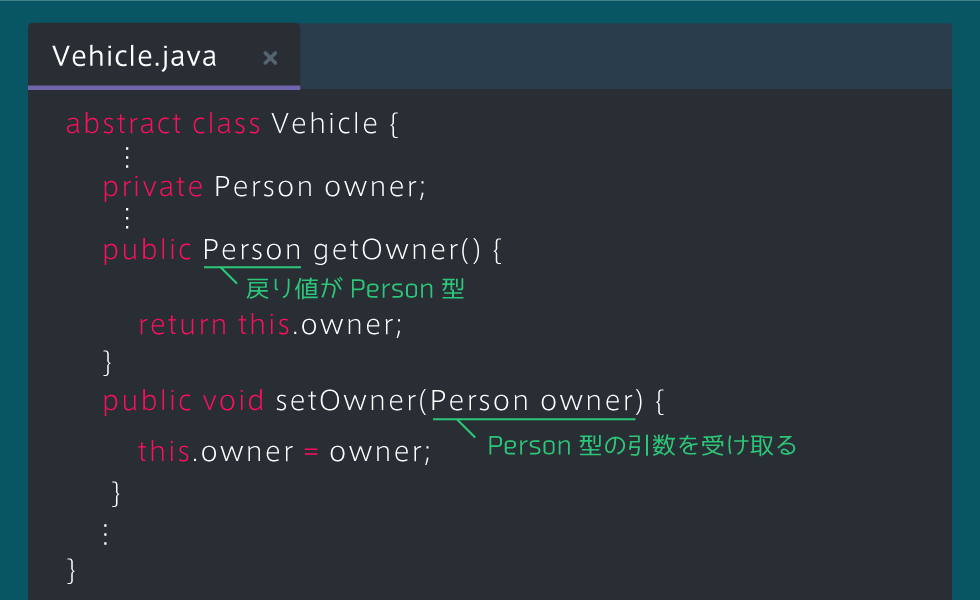 Vehicle.java ×
abstract class Vehicle {
⋮
private Person owner;
⋮
public Person getOwner() {
戻り値が Person 型
return this.owner;
}
public void setOwner(Person owner) {
Person 型の引数を受け取る
this.owner = owner;
}
⋮
}